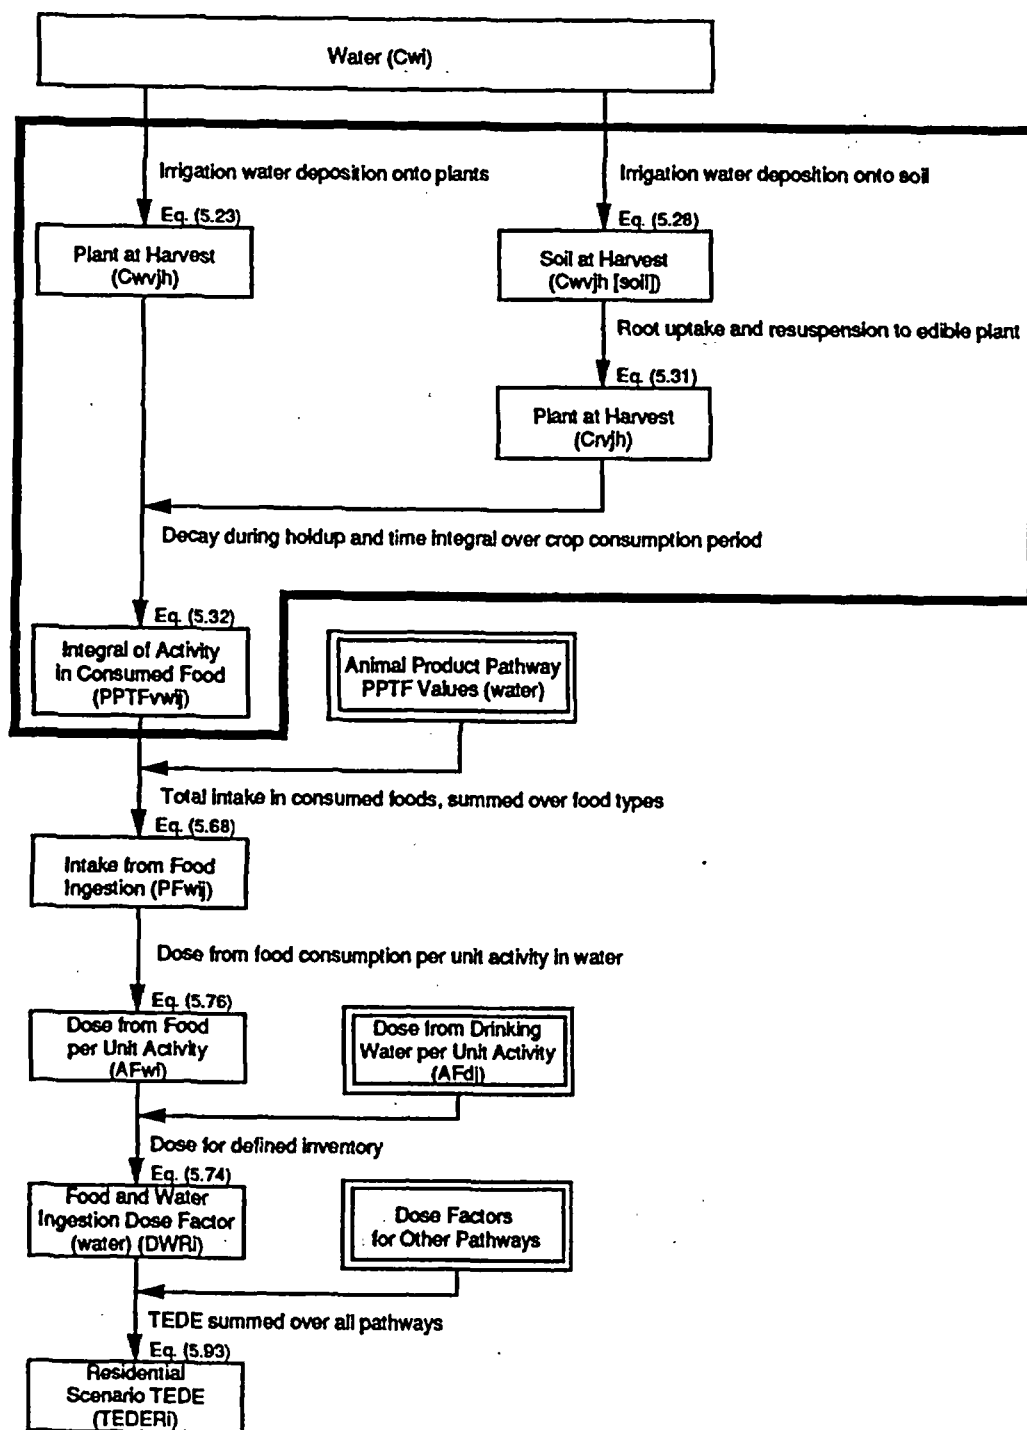 Water (Cwi)
Irrigation water deposition onto plants
Irrigation water deposition onto soil
Eq. (5.23)
Eq. (5.28)
Plant at Harvest
(Cwvjh)
Soil at Harvest
(Cwvjh [soil])
Root uptake and resuspension to edible plant
Eq. (5.31)
Plant at Harvest
(Crvjh)
Decay during holdup and time integral over crop consumption period
Eq. (5.32)
Integral of Activity
in Consumed Food
(PPTFvwij)
Animal Product Pathway
PPTF Values (water)
Total intake in consumed foods, summed over food types
Eq. (5.68)
Intake from Food
Ingestion (PFwij)
Dose from food consumption per unit activity in water
Eq. (5.76)
Dose from Food
per Unit Activity
(AFwi)
Dose from Drinking
Water per Unit Activity
(AFdj)
Dose for defined inventory
Eq. (5.74)
Food and Water
Ingestion Dose Factor
(water) (DWRi)
Dose Factors
for Other Pathways
TEDE summed over all pathways
Eq. (5.93)
Residential
Scenario TEDE
(TEDERi)